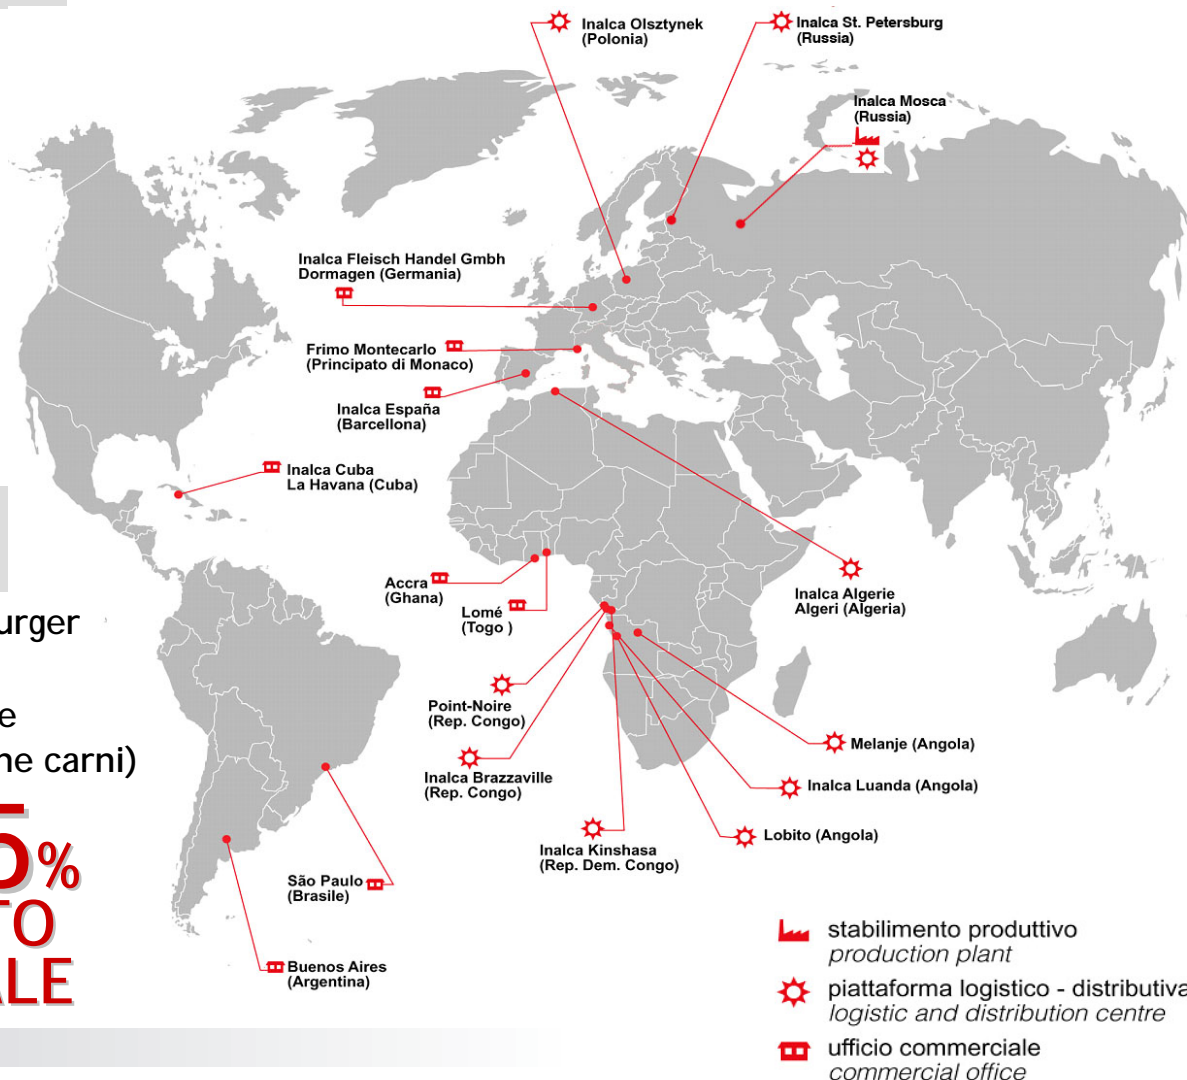 Inalca Olsztynek
(Polonia)
Inalca St. Petersburg
(Russia)
Inalca Mosca
(Russia)
Inalca Fleisch Handel Gmbh
Dormagen (Germania)
Frimo Montecarlo
(Principato di Monaco)
Inalca España
(Barcellona)
Inalca Cuba
La Havana (Cuba)
Accra
(Ghana)
Lomé
(Togo )
Inalca Algerie
Algeri (Algeria)
Point-Noire
(Rep. Congo)
Inalca Brazzaville
(Rep. Congo)
Inalca Kinshasa
(Rep. Dem. Congo)
Melanje (Angola)
Inalca Luanda (Angola)
Lobito (Angola)
São Paulo
(Brasile)
Buenos Aires
(Argentina)
urger
e
ne carni)
%
TO
ALE
stabilimento produttivo
production plant
piattaforma logistico - distributiva
logistic and distribution centre
ufficio commerciale
commercial office